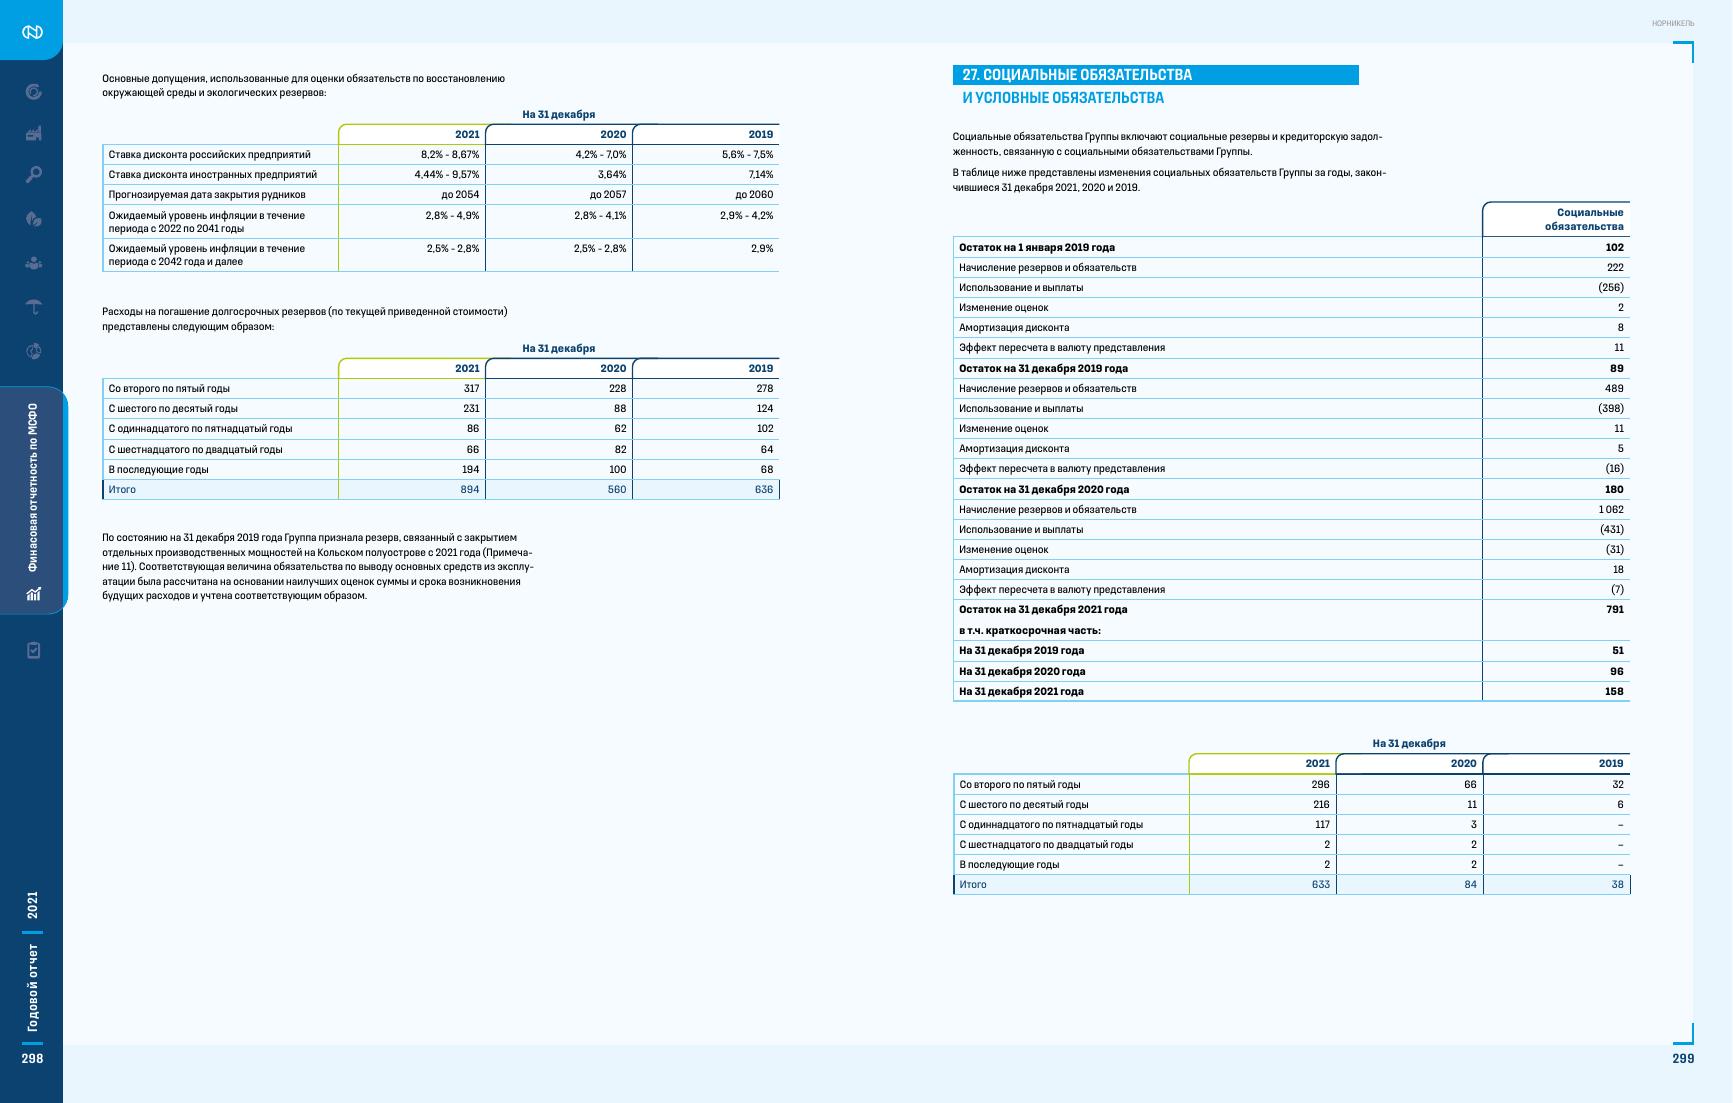 НОРНИКЕЛЬ
Основные допущения, использованные для оценки обязательств по восстановлению
окружающей среды и экологических резервов:
На 31 декабря
2021 2020 2019
Ставка дисконта российских предприятий 8,2% - 8,67% 4,2% - 7,0% 5,6% - 7,5%
Ставка дисконта иностранных предприятий 4,44% - 9,57% 3,64% 7,14%
Прогнозируемая дата закрытия рудников до 2054 до 2057 до 2060
Ожидаемый уровень инфляции в течение 2,8% - 4,9% 2,8% - 4,1% 2,9% - 4,2%
периода с 2022 по 2041 годы
Ожидаемый уровень инфляции в течение 2,5% - 2,8% 2,5% - 2,8% 2,9%
периода с 2042 года и далее
Расходы на погашение долгосрочных резервов (по текущей приведенной стоимости)
представлены следующим образом:
На 31 декабря
2021 2020 2019
Со второго по пятый годы 317 228 278
С шестого по десятый годы 231 88 124
С одиннадцатого по пятнадцатый годы 86 62 102
С шестнадцатого по двадцатый годы 66 82 64
В последующие годы 194 100 68
Итого 894 560 636
По состоянию на 31 декабря 2019 года Группа признала резерв, связанный с закрытием
отдельных производственных мощностей на Кольском полуострове с 2021 года (Примеча-
ние 11). Соответствующая величина обязательства по выводу основных средств из эксплу-
атации была рассчитана на основании наилучших оценок суммы и срока возникновения
будущих расходов и учтена соответствующим образом.
Финасовая отчетность по МСФО
Годовой отчет 2021
298
27. СОЦИАЛЬНЫЕ ОБЯЗАТЕЛЬСТВА
И УСЛОВНЫЕ ОБЯЗАТЕЛЬСТВА
Социальные обязательства Группы включают социальные резервы и кредиторскую задол-
женность, связанную с социальными обязательствами Группы.
В таблице ниже представлены изменения социальных обязательств Группы за годы, закон-
чившиеся 31 декабря 2021, 2020 и 2019.
Социальные
обязательства
Остаток на 1 января 2019 года 102
Начисление резервов и обязательств 222
Использование и выплаты (256)
Изменение оценок 2
Амортизация дисконта 8
Эффект пересчета в валюту представления 11
Остаток на 31 декабря 2019 года 89
Начисление резервов и обязательств 489
Использование и выплаты (398)
Изменение оценок 11
Амортизация дисконта 5
Эффект пересчета в валюту представления (16)
Остаток на 31 декабря 2020 года 180
Начисление резервов и обязательств 1 062
Использование и выплаты (431)
Изменение оценок (31)
Амортизация дисконта 18
Эффект пересчета в валюту представления (7)
Остаток на 31 декабря 2021 года 791
в т.ч. краткосрочная часть:
На 31 декабря 2019 года 51
На 31 декабря 2020 года 96
На 31 декабря 2021 года 158
На 31 декабря
2021 2020 2019
Со второго по пятый годы 296 66 32
С шестого по десятый годы 216 11 6
С одиннадцатого по пятнадцатый годы 117 3 –
С шестнадцатого по двадцатый годы 2 2 –
В последующие годы 2 2 –
Итого 633 84 38
299